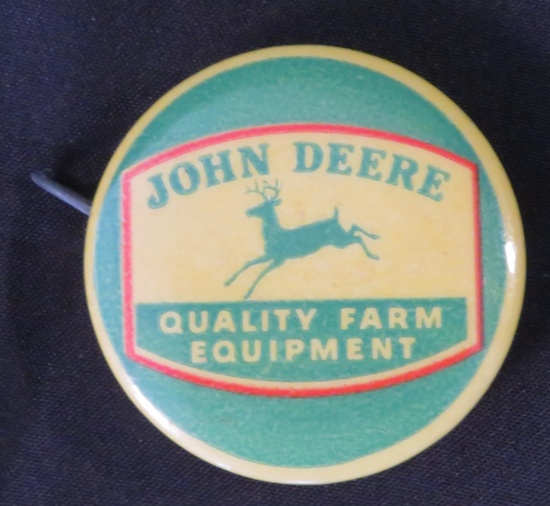 JOHN DEERE
QUALITY FARM
EQUIPMENT